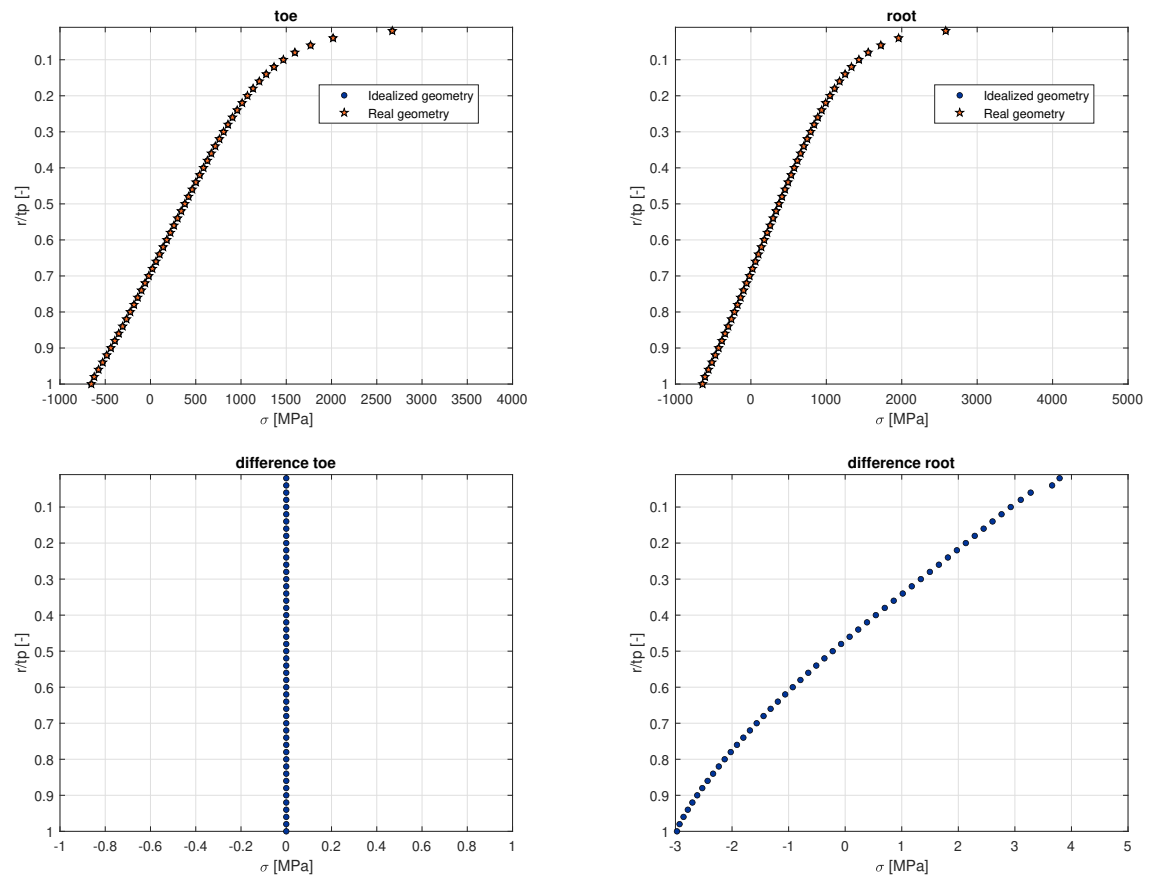 toe
0.1
0.2
0.3
0.4
0.5
0.6
0.7
0.8
0.9
1
r/tp [-]
Idealized geometry
Real geometry
-1000 -500 0 500 1000 1500 2000 2500 3000 3500 4000
σ [MPa]
root
0.1
0.2
0.3
0.4
0.5
0.6
0.7
0.8
0.9
1
r/tp [-]
Idealized geometry
Real geometry
-1000 0 1000 2000 3000 4000 5000
σ [MPa]
difference toe
0.1
0.2
0.3
0.4
0.5
0.6
0.7
0.8
0.9
1
r/tp [-]
-1 -0.8 -0.6 -0.4 -0.2 0 0.2 0.4 0.6 0.8 1
σ [MPa]
difference root
0.1
0.2
0.3
0.4
0.5
0.6
0.7
0.8
0.9
1
r/tp [-]
-3 -2 -1 0 1 2 3 4 5
σ [MPa]